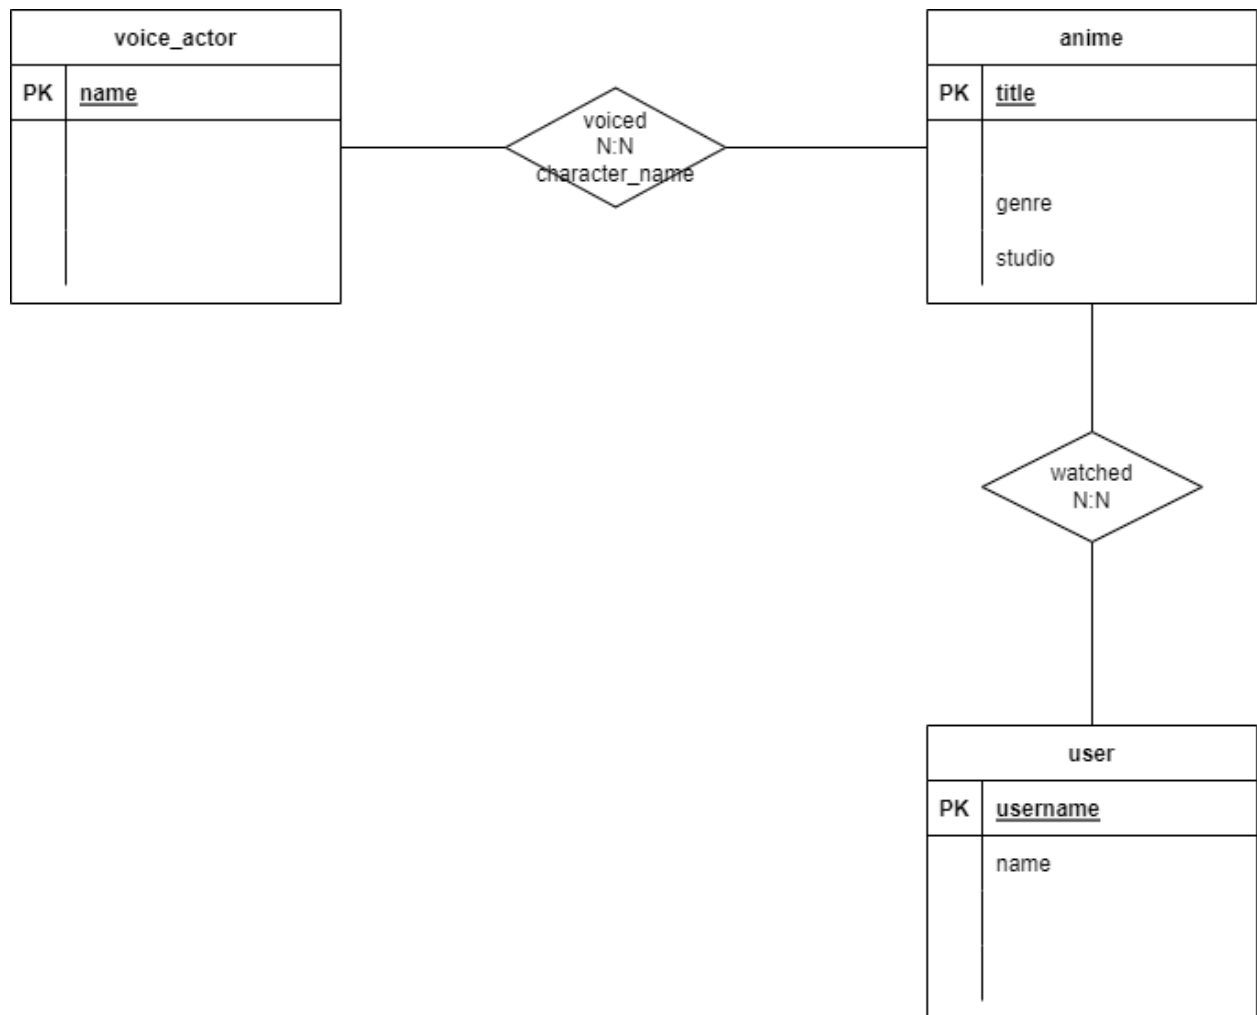 voice_actor
PK name
voiced
N:N
character_name
anime
PK title
genre
studio
watched
N:N
user
PK username
name